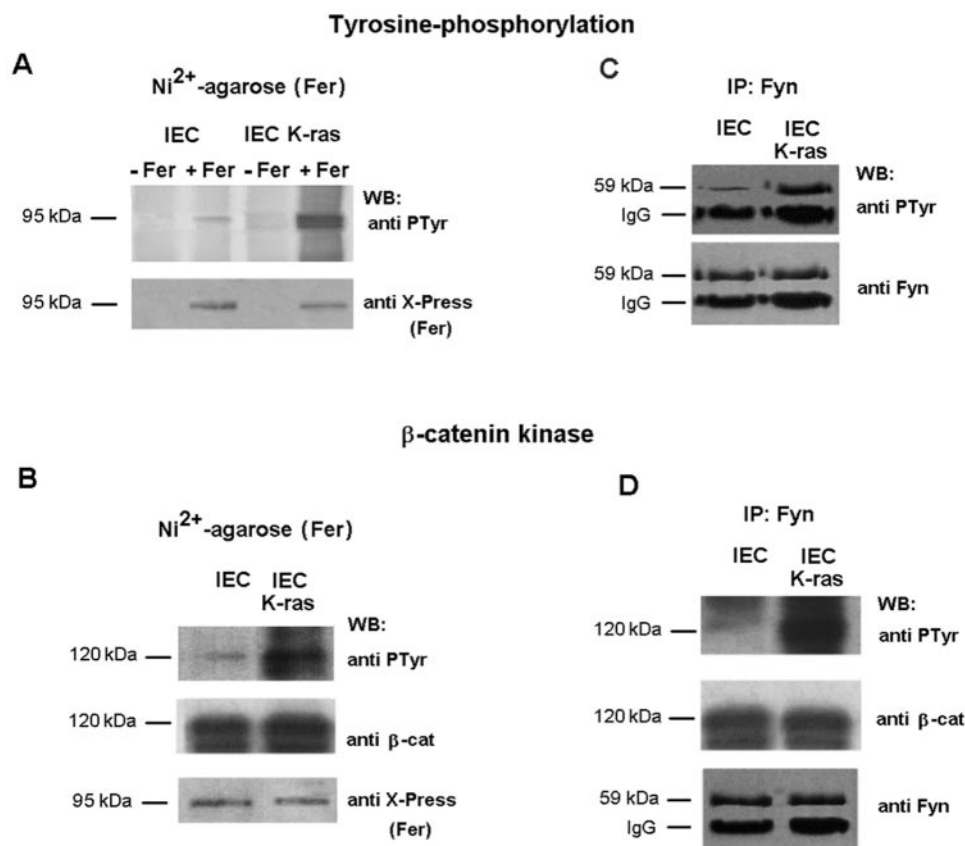 Tyrosine-phosphorylation
A
Ni2+-agarose (Fer)
IEC IEC K-ras
- Fer + Fer - Fer + Fer
WB:
95 kDa
anti PTyr
95 kDa
anti X-Press
(Fer)
C
IP: Fyn
IEC IEC
K-ras
WB:
59 kDa
anti PTyr
IgG
59 kDa
anti Fyn
IgG
β-catenin kinase
B
Ni2+-agarose (Fer)
IEC IEC
K-ras
WB:
120 kDa
anti PTyr
120 kDa
anti β-cat
95 kDa
anti X-Press
(Fer)
D
IP: Fyn
IEC IEC
K-ras
WB:
120 kDa
anti PTyr
120 kDa
anti β-cat
59 kDa
anti Fyn
IgG